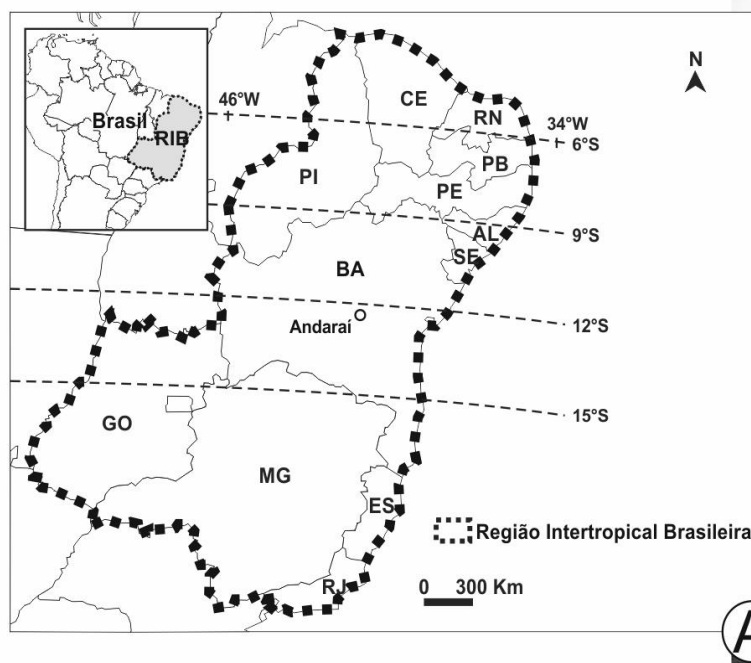 N
46°W
34°W
6°S
Brasil
RIB
CE
RN
PI
PB
PE
AL
9°S
SE
BA
Andaraí
12°S
15°S
GO
MG
ES
Região Intertropical Brasileira
RJ
0 300 Km
A